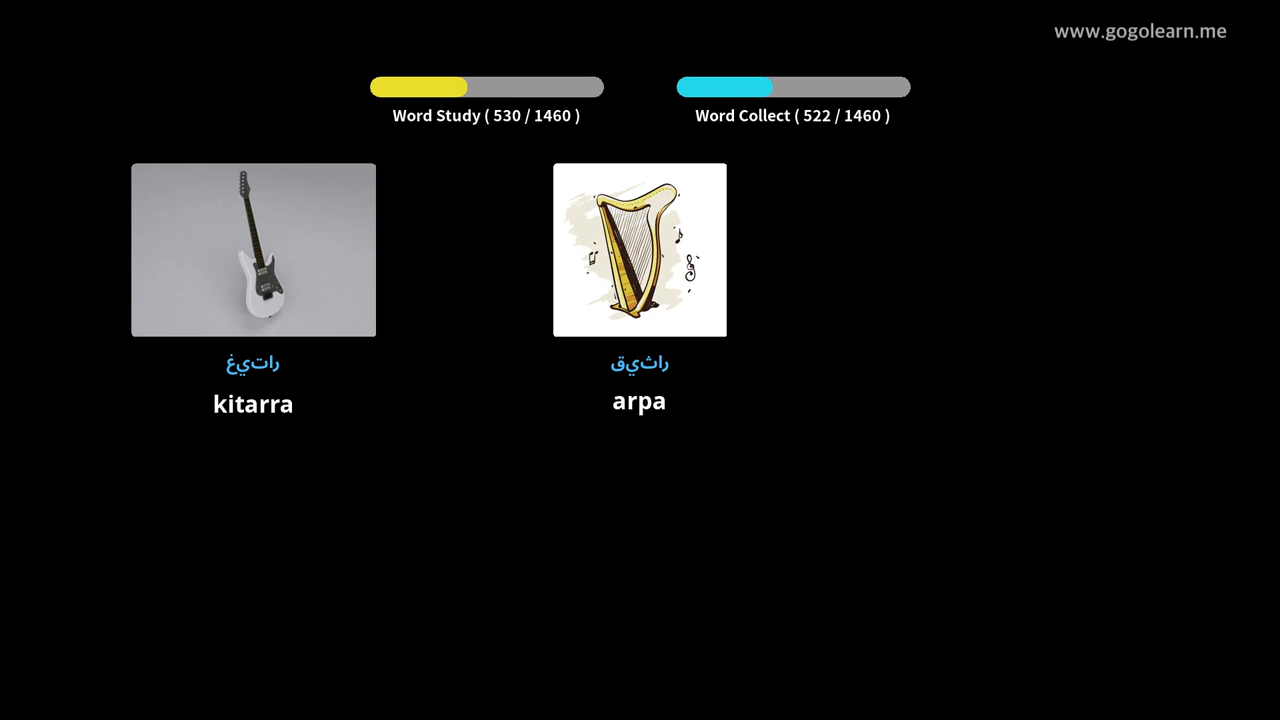 www.gogolearn.me
Word Study ( 530 / 1460 )
Word Collect ( 522 / 1460 )
راتيغ
kitarra
راثيق
arpa